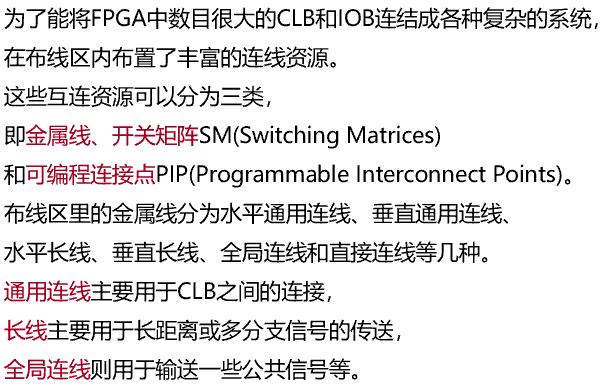 为了能将FPGA中数目很大的CLB和IOB连结成各种复杂的系统，
在布线区内布置了丰富的连线资源。
这些互连资源可以分为三类，
即金属线、开关矩阵SM(Switching Matrices)
和可编程连接点PIP(Programmable Interconnect Points)。
布线区里的金属线分为水平通用连线、垂直通用连线、
水平长线、垂直长线、全局连线和直接连线等几种。
通用连线主要用于CLB之间的连接，
长线主要用于长距离或多分支信号的传送，
全局连线则用于输送一些公共信号等。